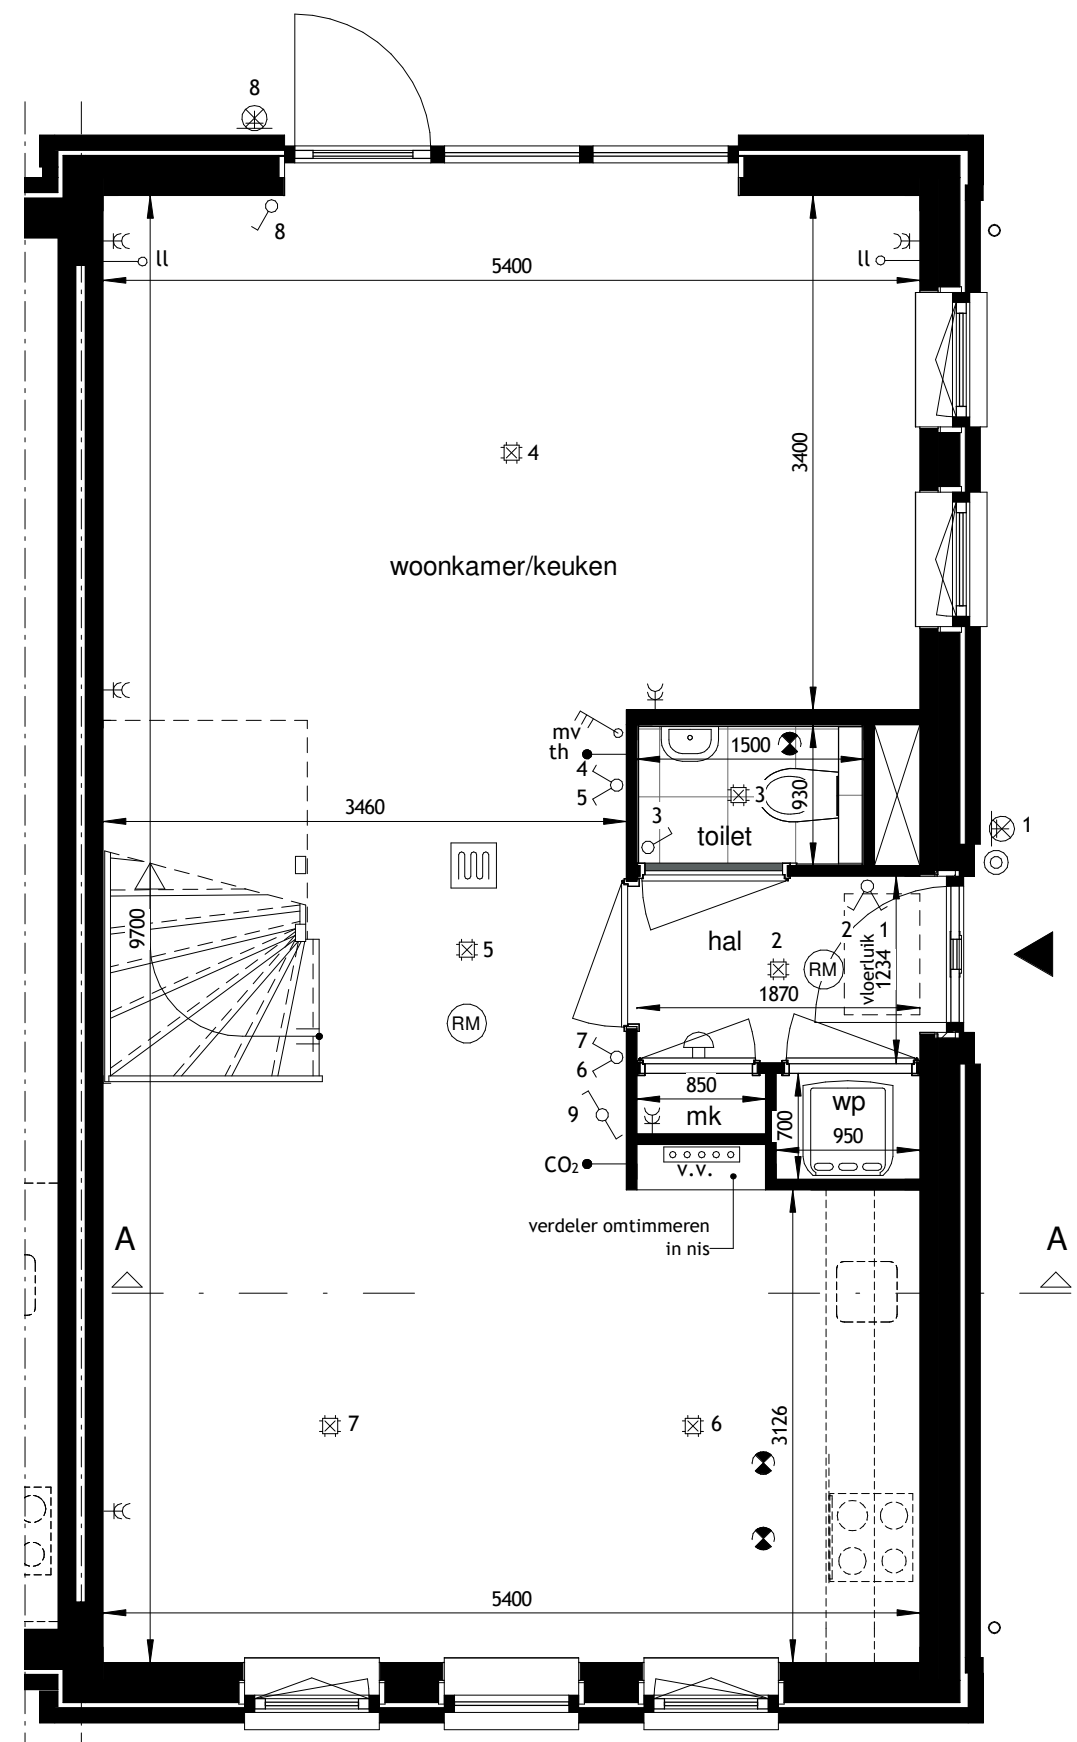 8
8
ll
ll
5400
4
3400
woonkamer/keuken
mv
th
4
5
1500
3
930
3
toilet
1
3460
9700
5
RM
hal
2
RM
2
1
vloerluik
1234
1870
7
6
9
850
mk
700
wp
950
CO₂
v.v.
verdeler omtimmeren
in nis
A
A
7
6
3126
5400